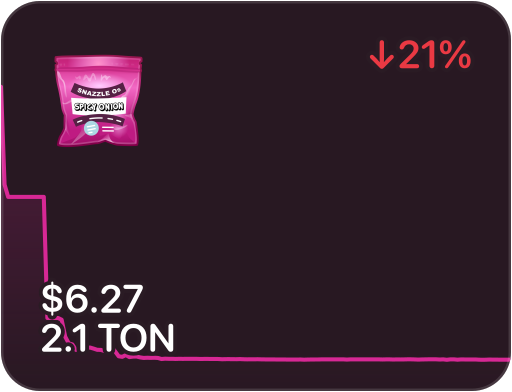 ↓21%
SNAZZLE Os
SPICY ONION
$6.27
2.1 TON